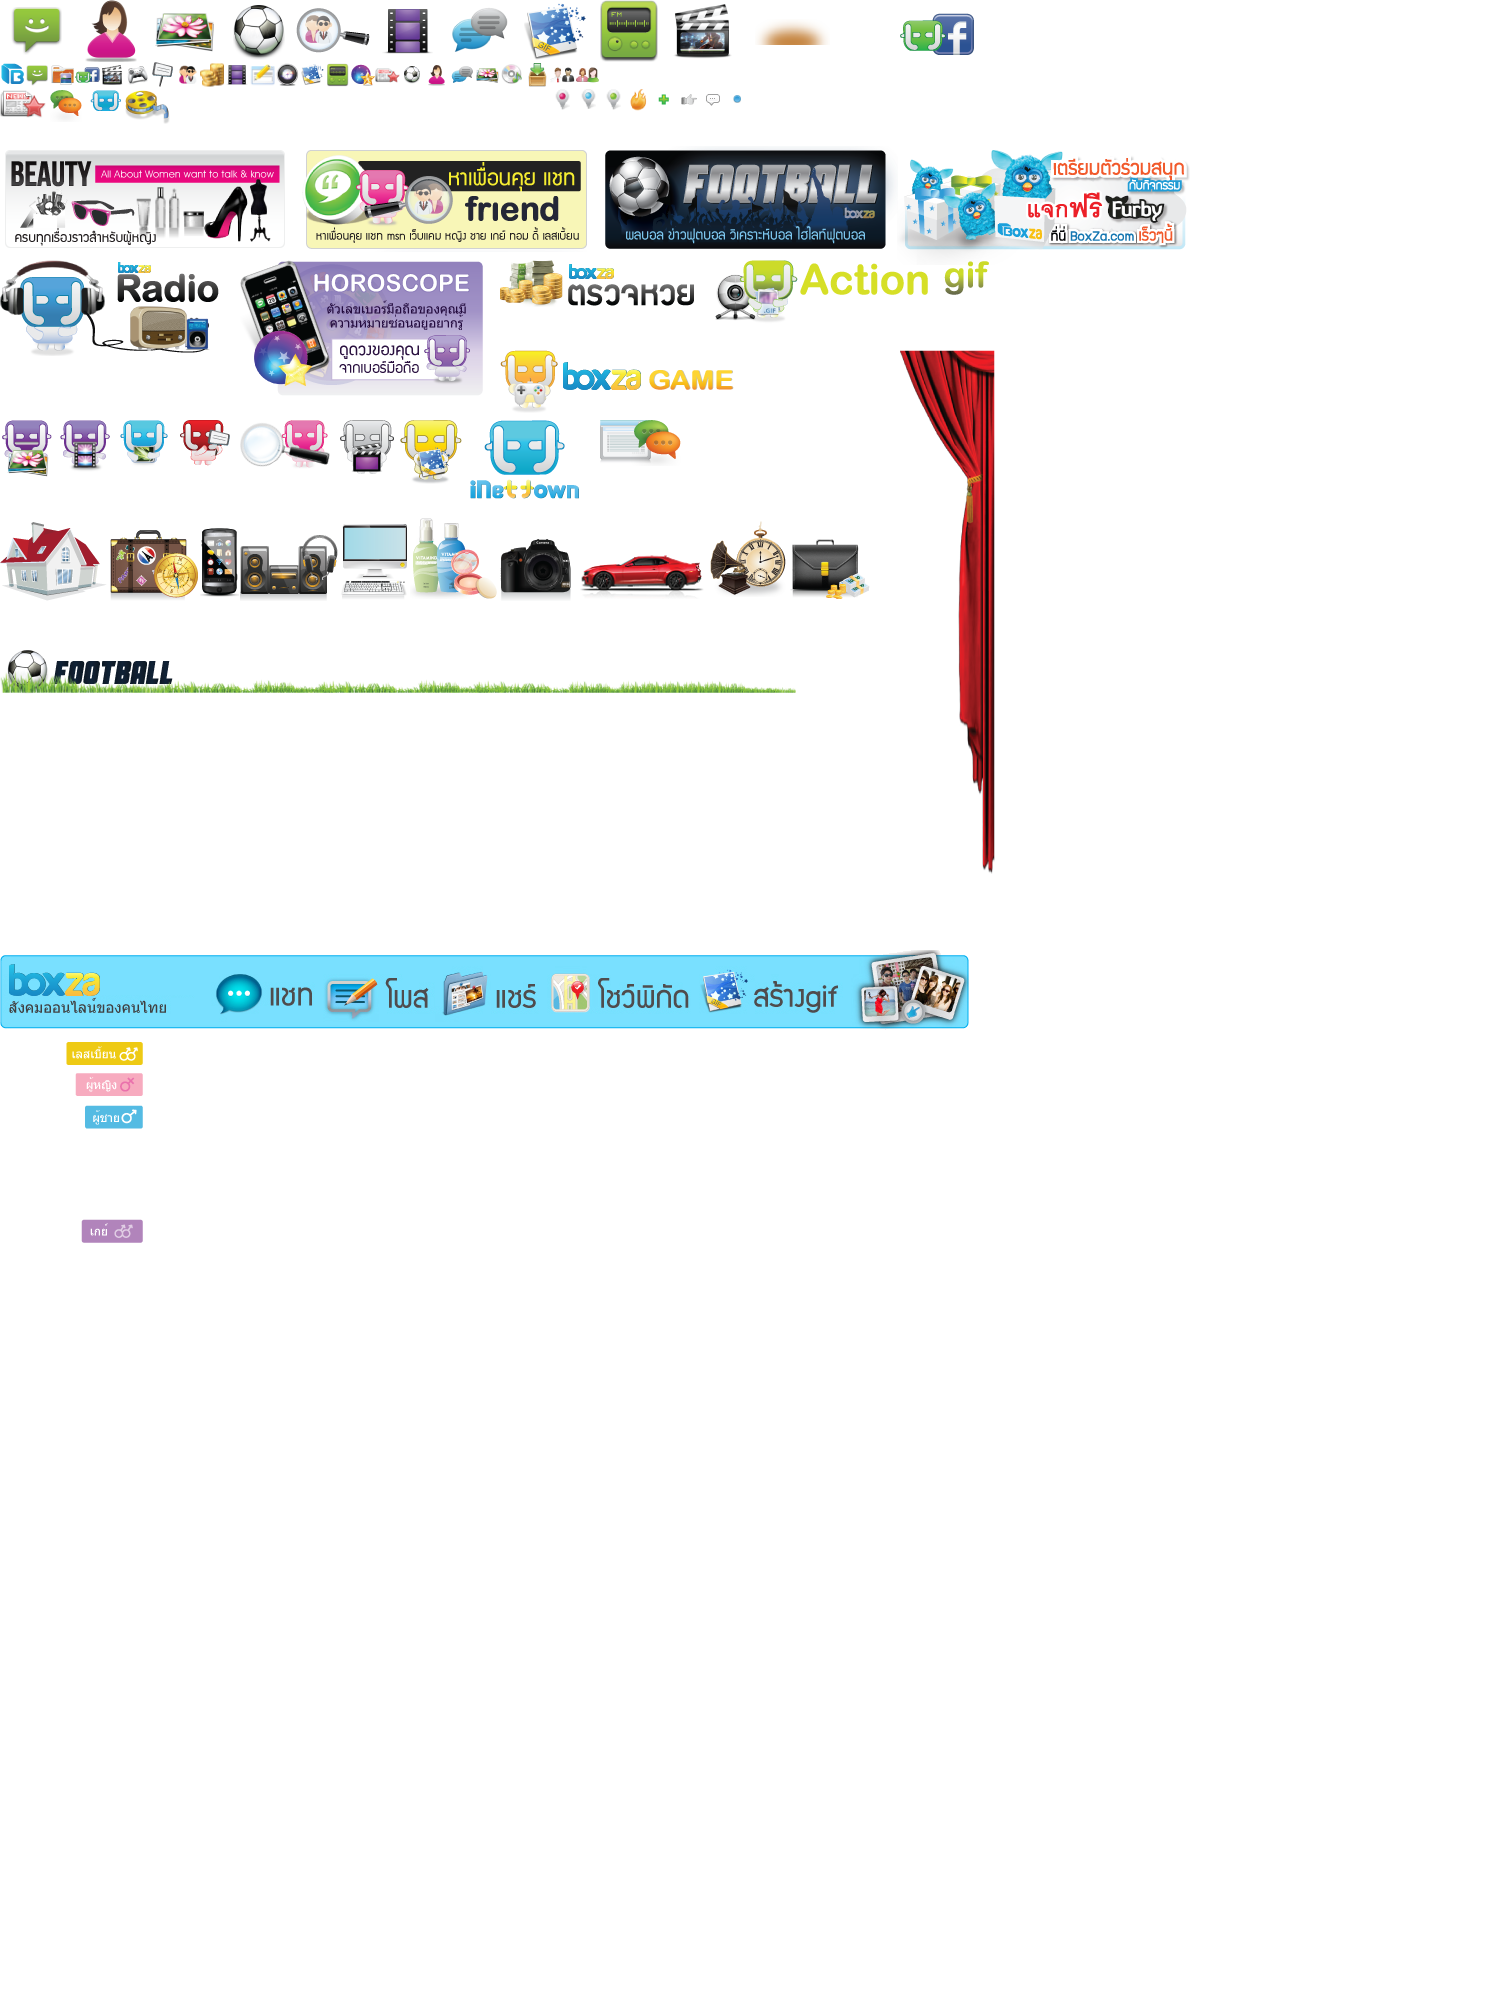 GIF
FM
NEWS
BEAUTY
All About Women want to talk & know
ครบทุกเรื่องราวสำหรับผู้หญิง
หาเพื่อนคุย แชท
friend
หาเพื่อนคุย แชท msn เว็บแคม หญิง ชาย เกย์ ทอม ดี้ เลสเบี้ยน
FOOTBALL
boxza
ผลบอล ข่าวฟุตบอล วิเคราะห์บอล ไฮไลท์ฟุตบอล
เตรียมตัวร่วมสนุก
กับกิจกรรม
แจกฟรี Furby
Boxza ที่นี่ BoxZa.com เร็วๆนี้
boxza
Radio
HOROSCOPE
ตัวเลขเบอร์มือถือของคุณมี
ความหมายซ่อนอยู่อยากรู้
ดูดวงของคุณ
จากเบอร์มือถือ
boxza
ตรวจหวย
Action gif
.GIF
boxza GAME
iNettown
FOOTBALL
boxza
สังคมออนไลน์ของคนไทย
แชท โพส แชร์ โชว์พิกัด สร้างgif
เลสเบี้ยน
ผู้หญิง
ผู้ชาย
เกย์